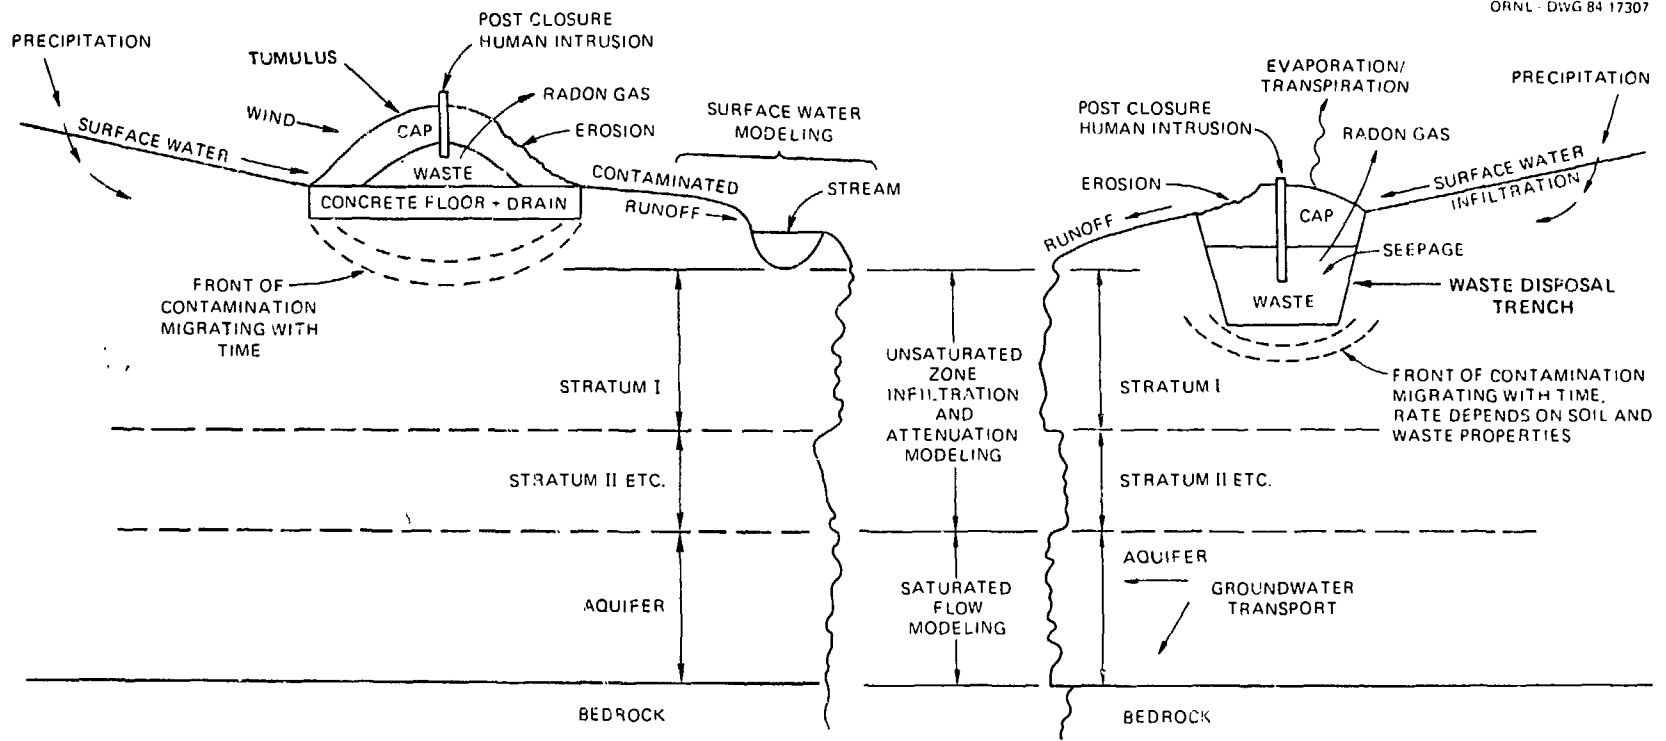 ORNL - DWG 84 17307
PRECIPITATION
TUMULUS
POST CLOSURE
HUMAN INTRUSION
WIND
SURFACE WATER
CAP
RADON GAS
EROSION
WASTE
CONCRETE FLOOR + DRAIN
SURFACE WATER
MODELING
CONTAMINATED
RUNOFF
STREAM
FRONT OF
CONTAMINATION
MIGRATING WITH
TIME
STRATUM I
STRATUM II ETC.
AQUIFER
BEDROCK
UNSATURATED
ZONE
INFILTRATION
AND
ATTENUATION
MODELING
SATURATED
FLOW
MODELING
EVAPORATION/
TRANSPIRATION
PRECIPITATION
POST CLOSURE
HUMAN INTRUSION
RADON GAS
EROSION
SURFACE WATER
INFILTRATION
CAP
RUNOFF
SEEPAGE
WASTE
WASTE DISPOSAL
TRENCH
FRONT OF CONTAMINATION
MIGRATING WITH TIME,
RATE DEPENDS ON SOIL AND
WASTE PROPERTIES
STRATUM I
STRATUM II ETC.
AQUIFER
GROUNDWATER
TRANSPORT
BEDROCK